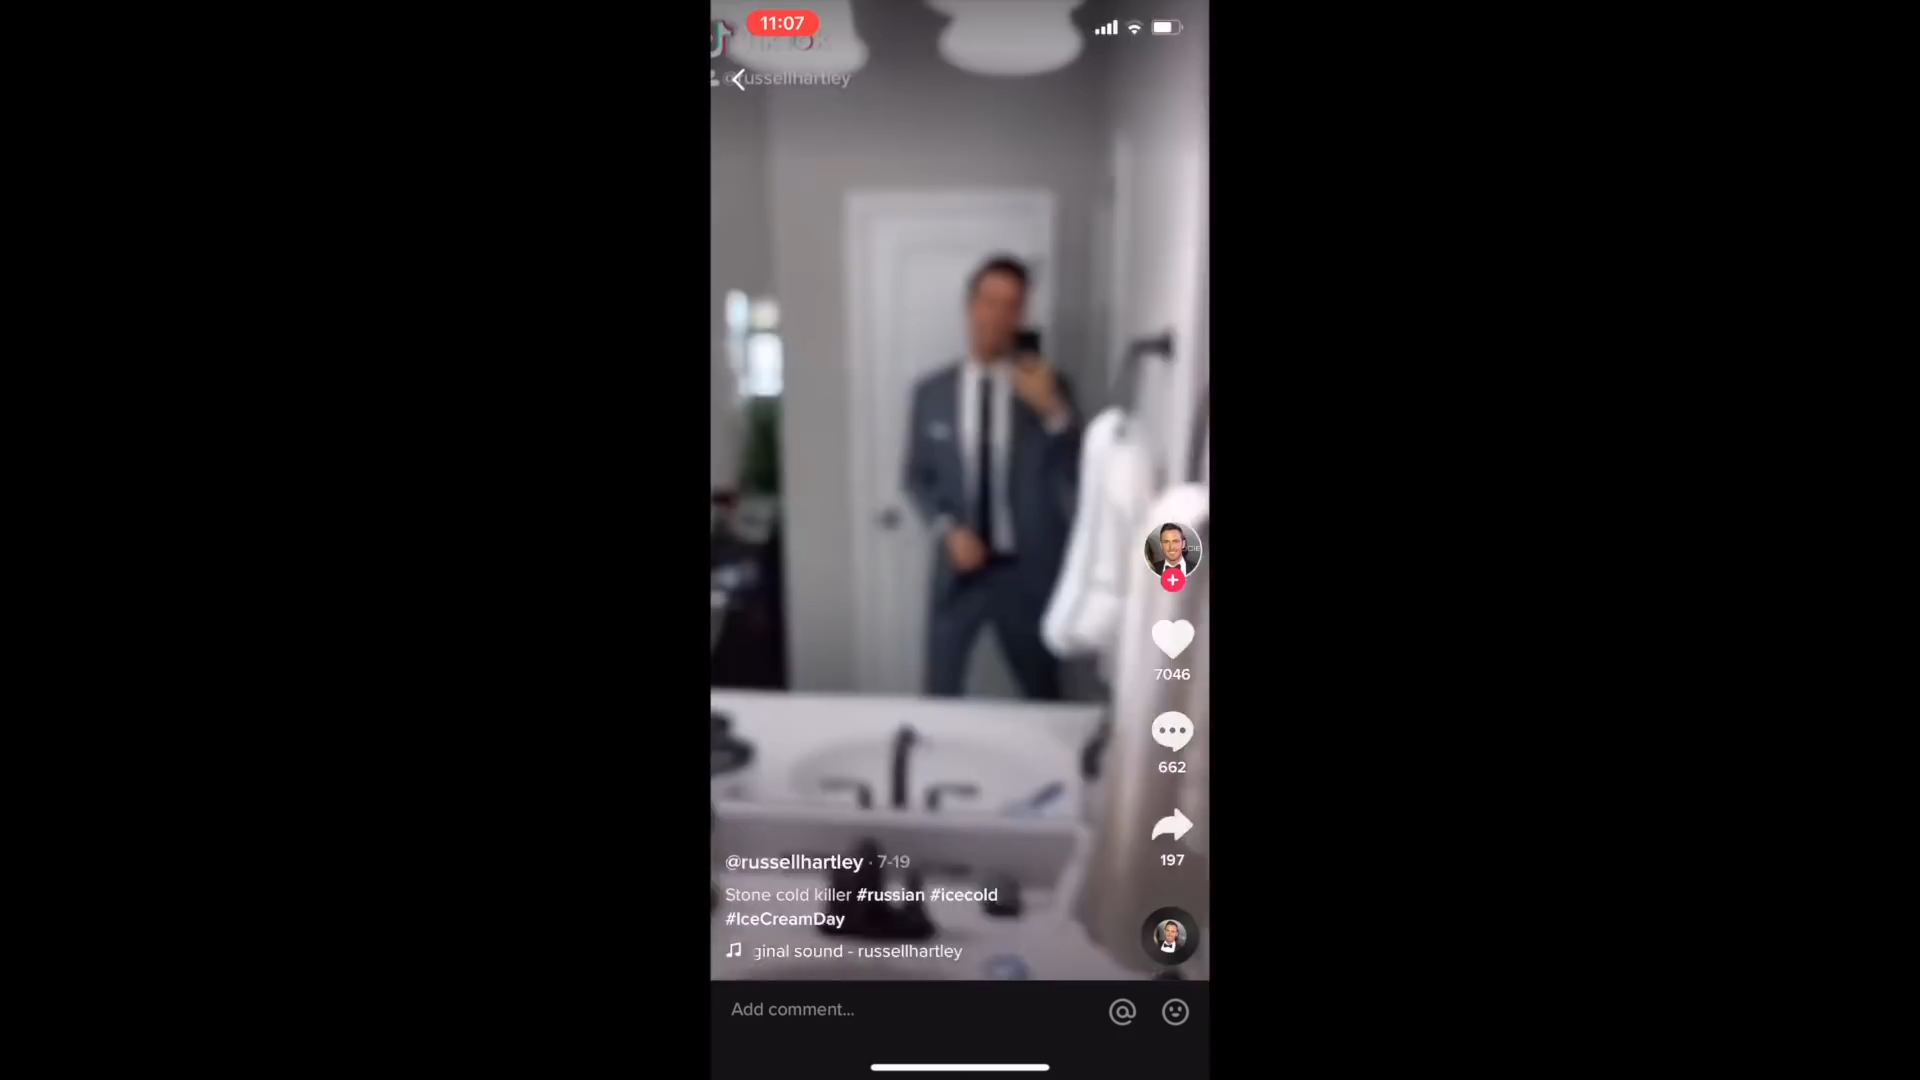 11:07
@russellhartley
@russellhartley · 7-19
Stone cold killer #russian #icecold
#IceCreamDay
ginal sound - russellhartley
7046
662
197
Add comment...